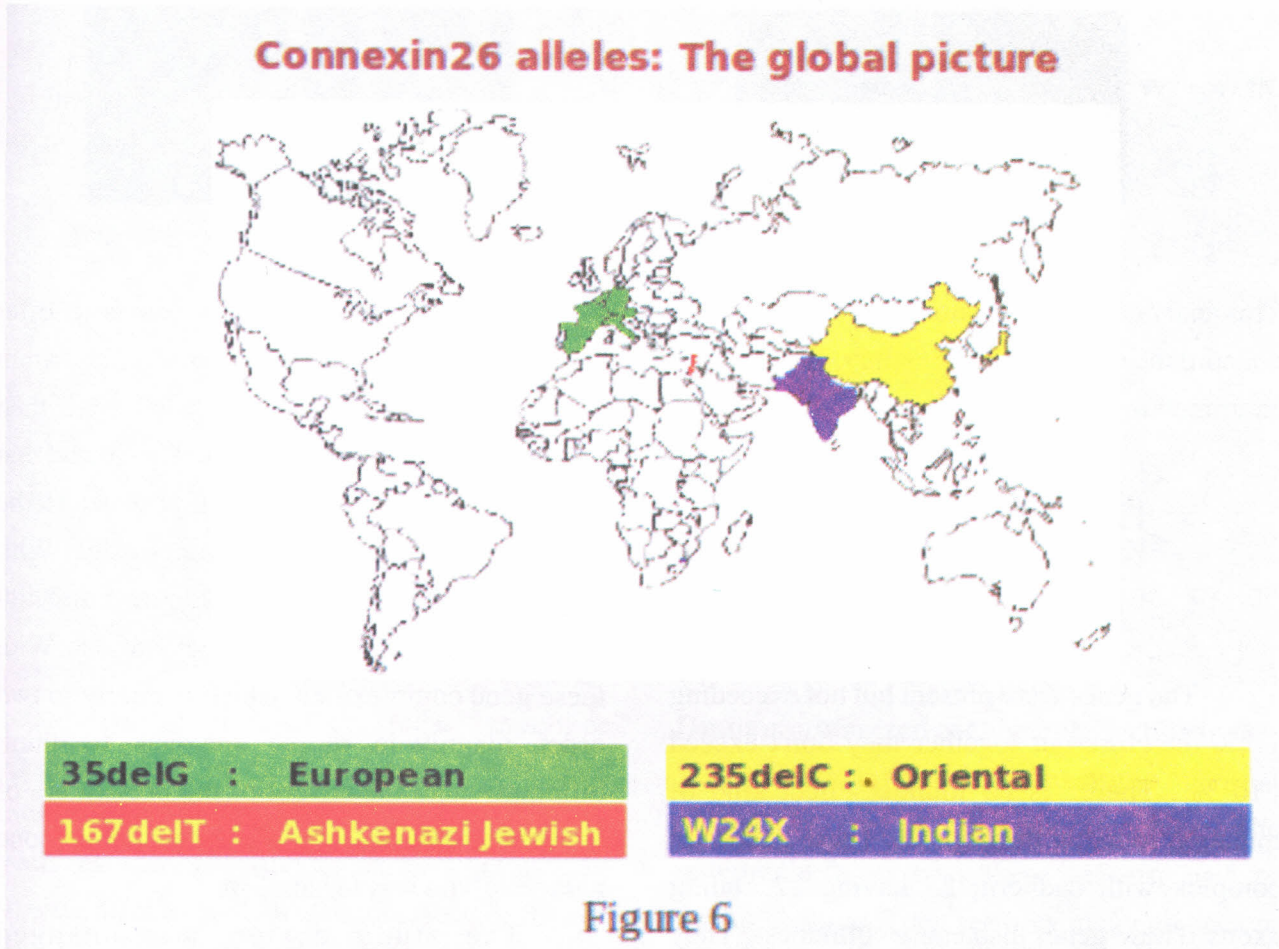 Connexin26 alleles: The global picture
35delG : European
235delC : . Oriental
167delT : Ashkenazi Jewish
W24X : Indian
Figure 6